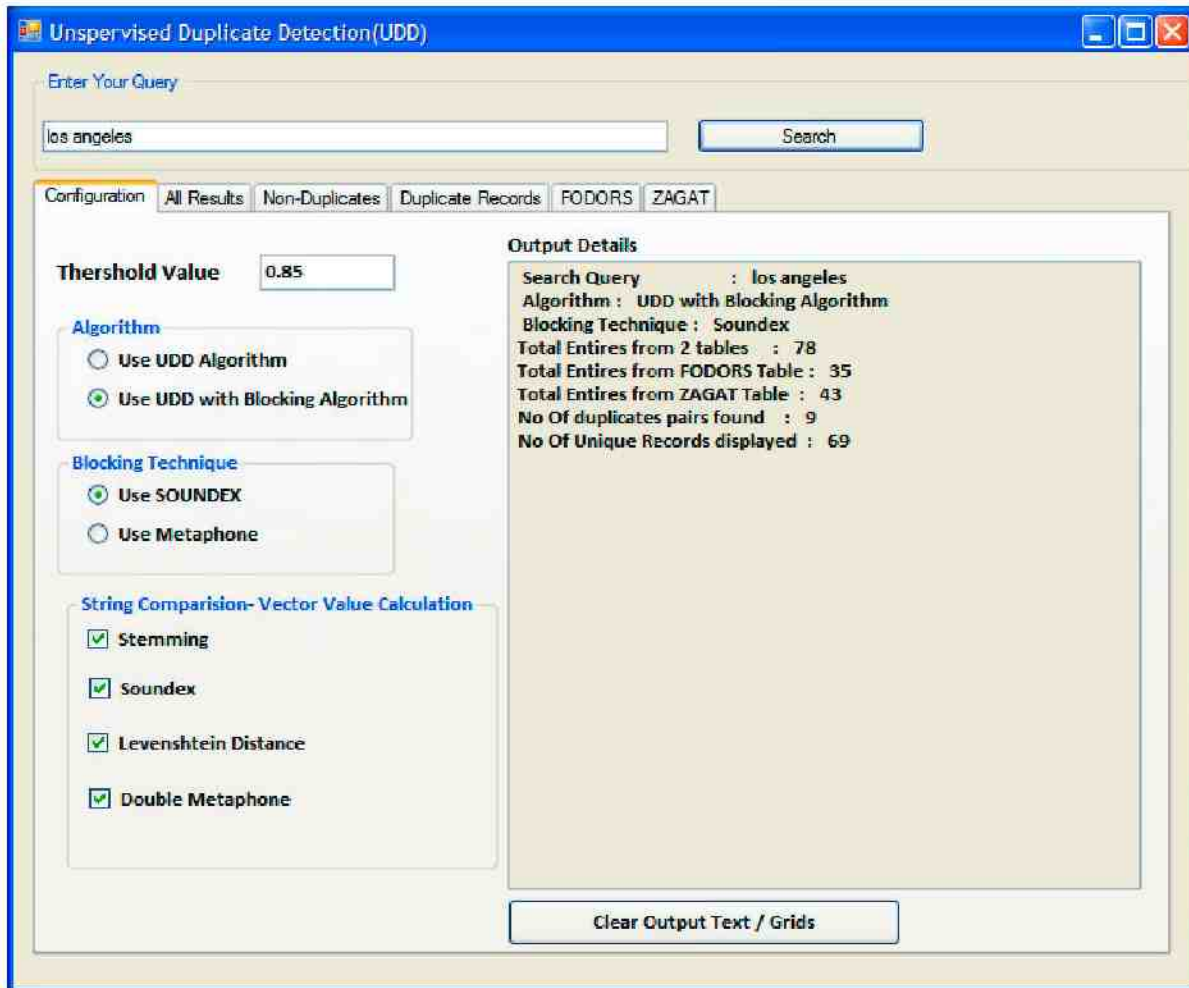 Unspervised Duplicate Detection(UDD)
Enter Your Query
los angeles
Search
Configuration All Results Non-Duplicates Duplicate Records FODORS ZAGAT
Thershold Value 0.85
Algorithm
Use UDD Algorithm
Use UDD with Blocking Algorithm
Blocking Technique
Use SOUNDEX
Use Metaphone
String Comparision- Vector Value Calculation
Stemming
Soundex
Levenshtein Distance
Double Metaphone
Output Details
Search Query : los angeles
Algorithm : UDD with Blocking Algorithm
Blocking Technique : Soundex
Total Entires from 2 tables : 78
Total Entires from FODORS Table : 35
Total Entires from ZAGAT Table : 43
No Of duplicates pairs found : 9
No Of Unique Records displayed : 69
Clear Output Text / Grids